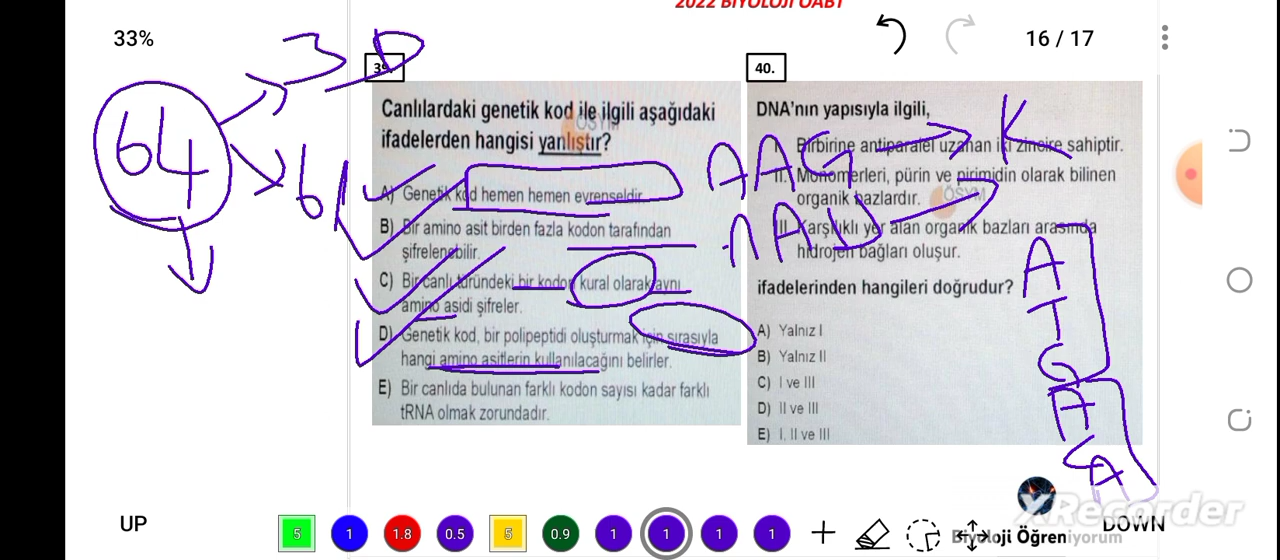 2022 BİYOLOJİ ÖABT
33%
16 / 17
64
3 D
61
39.
Canlılardaki genetik kod ile ilgili aşağıdaki
ifadelerden hangisi yanlıştır?
A) Genetik kod hemen hemen evrenseldir.
B) Bir amino asit birden fazla kodon tarafından
şifrelenebilir.
C) Bir canlı türündeki bir kodon kural olarak aynı
amino asidi şifreler.
D) Genetik kod, bir polipeptidi oluşturmak için sırasıyla
hangi amino asitlerin kullanılacağını belirler.
E) Bir canlıda bulunan farklı kodon sayısı kadar farklı
tRNA olmak zorundadır.
ÖSYM
40.
DNA'nın yapısıyla ilgili,
I. Birbirine antiparalel uzanan iki zincire sahiptir.
II. Monomerleri, pürin ve pirimidin olarak bilinen
organik bazlardır.
III. Karşılıklı yer alan organik bazları arasında
hidrojen bağları oluşur.
ifadelerinden hangileri doğrudur?
A) Yalnız I
B) Yalnız II
C) I ve III
D) II ve III
E) I, II ve III
ÖSYM
AAG
K
A
T
G
A
UP
5
1
1.8
0.5
5
0.9
1
1
1
1
Biyoloji Öğreniyorum
XRecorder
DOWN